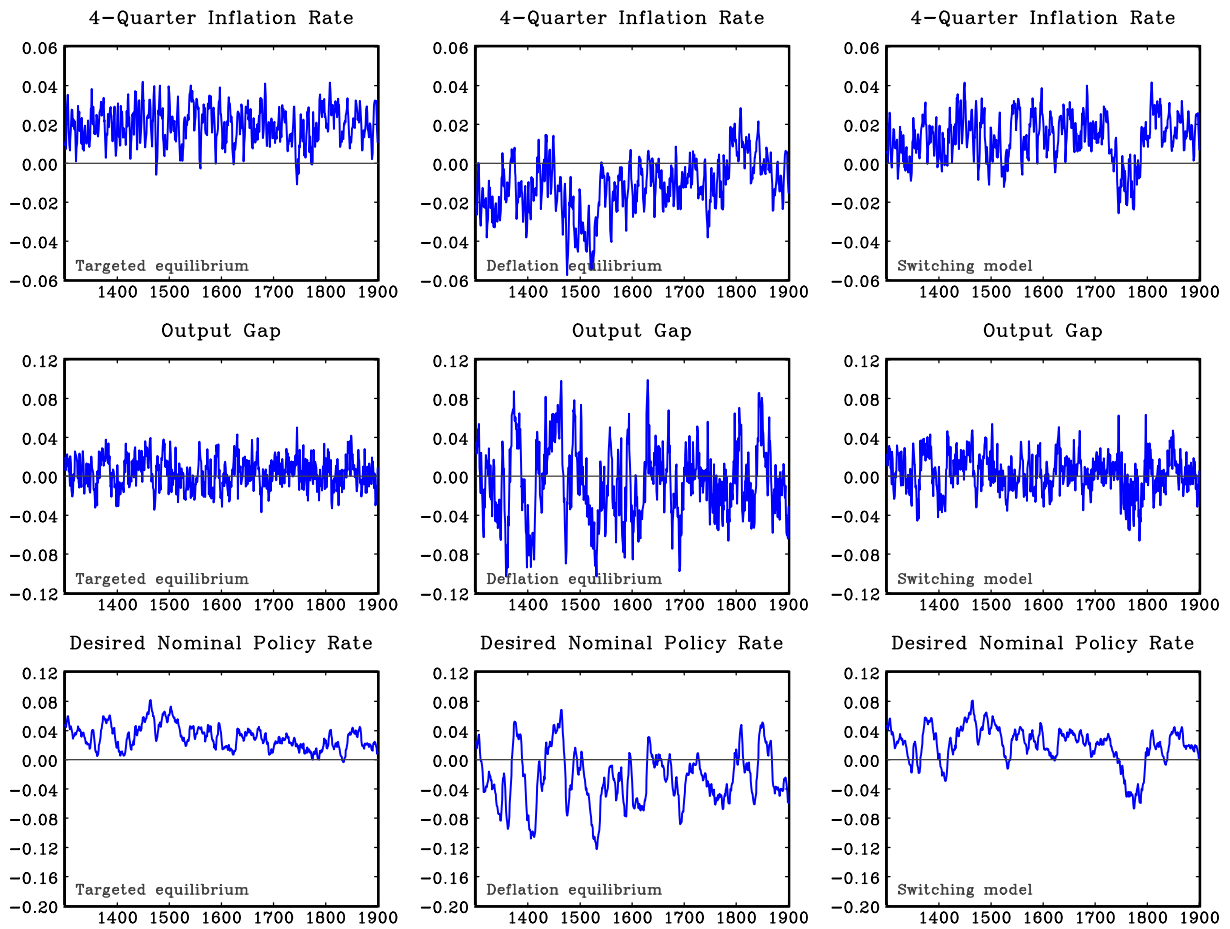 4-Quarter Inflation Rate
4-Quarter Inflation Rate
4-Quarter Inflation Rate
0.06
0.04
0.02
0.00
-0.02
-0.04
-0.06
Targeted equilibrium
1400 1500 1600 1700 1800 1900
0.06
0.04
0.02
0.00
-0.02
-0.04
-0.06
Deflation equilibrium
1400 1500 1600 1700 1800 1900
0.06
0.04
0.02
0.00
-0.02
-0.04
-0.06
Switching model
1400 1500 1600 1700 1800 1900
Output Gap
Output Gap
Output Gap
0.12
0.08
0.04
0.00
-0.04
-0.08
-0.12
Targeted equilibrium
1400 1500 1600 1700 1800 1900
0.12
0.08
0.04
0.00
-0.04
-0.08
-0.12
Deflation equilibrium
1400 1500 1600 1700 1800 1900
0.12
0.08
0.04
0.00
-0.04
-0.08
-0.12
Switching model
1400 1500 1600 1700 1800 1900
Desired Nominal Policy Rate
Desired Nominal Policy Rate
Desired Nominal Policy Rate
0.12
0.08
0.04
0.00
-0.04
-0.08
-0.12
-0.16
-0.20
Targeted equilibrium
1400 1500 1600 1700 1800 1900
0.12
0.08
0.04
0.00
-0.04
-0.08
-0.12
-0.16
-0.20
Deflation equilibrium
1400 1500 1600 1700 1800 1900
0.12
0.08
0.04
0.00
-0.04
-0.08
-0.12
-0.16
-0.20
Switching model
1400 1500 1600 1700 1800 1900